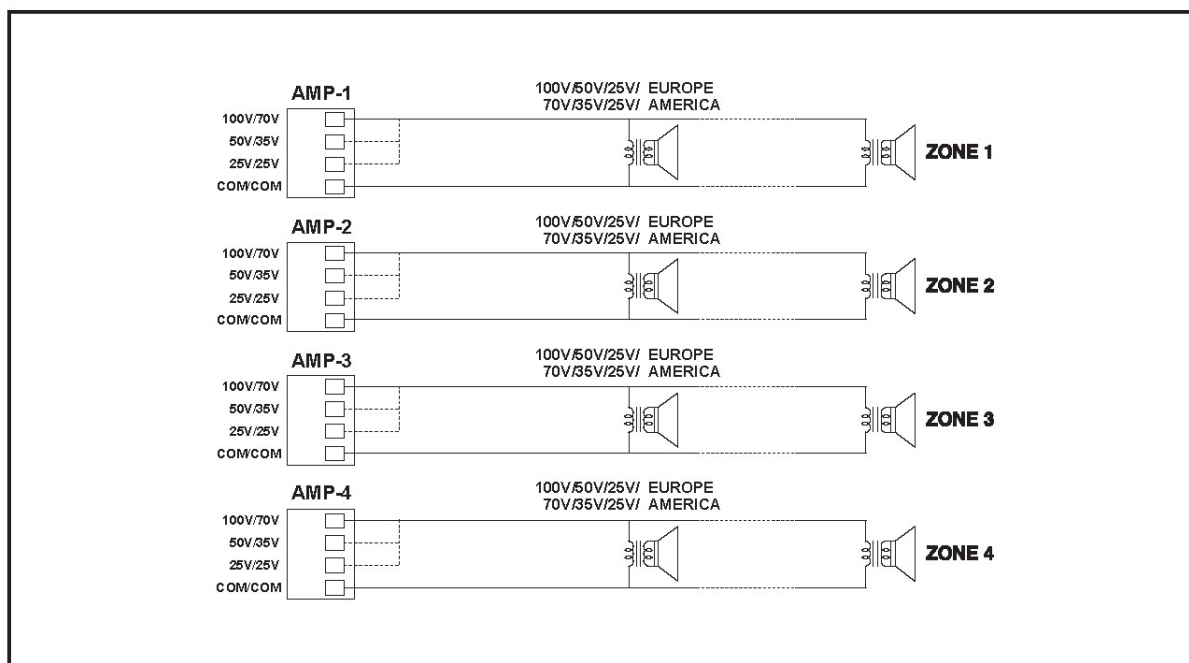 AMP-1
100V/50V/25V/ EUROPE
70V/35V/25V/ AMERICA
100V/70V
50V/35V
25V/25V
COM/COM
ZONE 1
AMP-2
100V/50V/25V/ EUROPE
70V/35V/25V/ AMERICA
100V/70V
50V/35V
25V/25V
COM/COM
ZONE 2
AMP-3
100V/50V/25V/ EUROPE
70V/35V/25V/ AMERICA
100V/70V
50V/35V
25V/25V
COM/COM
ZONE 3
AMP-4
100V/50V/25V/ EUROPE
70V/35V/25V/ AMERICA
100V/70V
50V/35V
25V/25V
COM/COM
ZONE 4